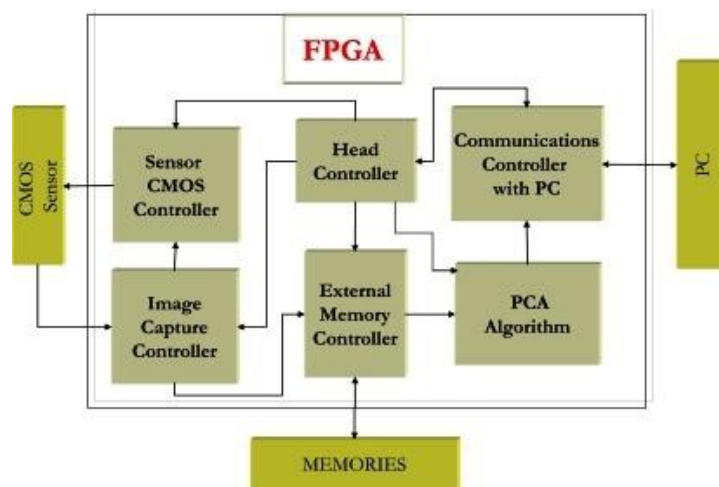 FPGA
CMOS
Sensor
Sensor
CMOS
Controller
Head
Controller
Communications
Controller
with PC
PC
Image
Capture
Controller
External
Memory
Controller
PCA
Algorithm
MEMORIES